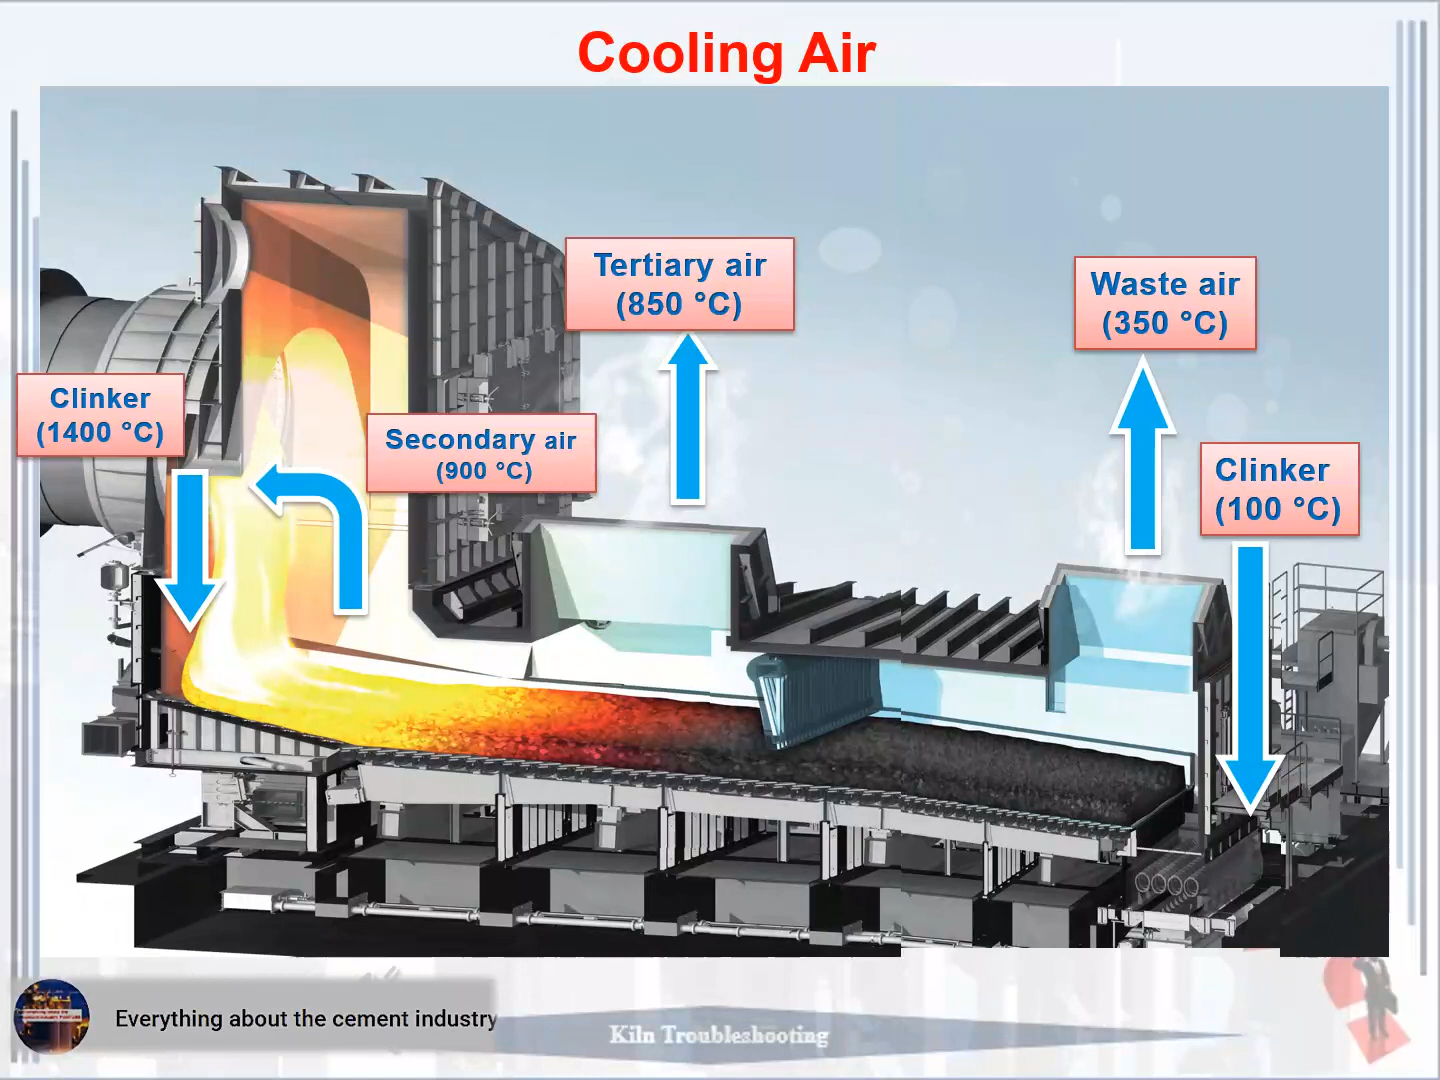 Cooling Air
Tertiary air
(850 °C)
Waste air
(350 °C)
Clinker
(1400 °C)
Secondary air
(900 °C)
Clinker
(100 °C)
Everything about the cement industry
Kiln Troubleshooting